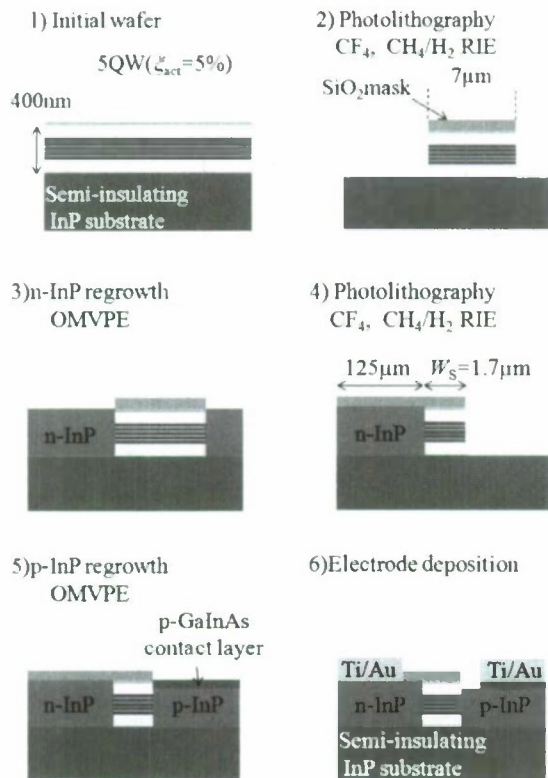 1) Initial wafer
5QW(ξact=5%)
400nm
Semi-insulating
InP substrate
2) Photolithography
CF4, CH4/H2 RIE
7μm
SiO2mask
3)n-InP regrowth
OMVPE
n-InP
4) Photolithography
CF4, CH4/H2 RIE
125μm
WS=1.7μm
n-InP
5)p-InP regrowth
OMVPE
p-GaInAs
contact layer
n-InP
p-InP
6)Electrode deposition
Ti/Au
Ti/Au
n-InP
p-InP
Semi-insulating
InP substrate